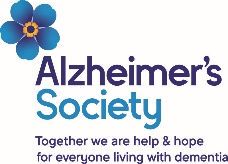 Alzheimer's
Society
Together we are help & hope
for everyone living with dementia